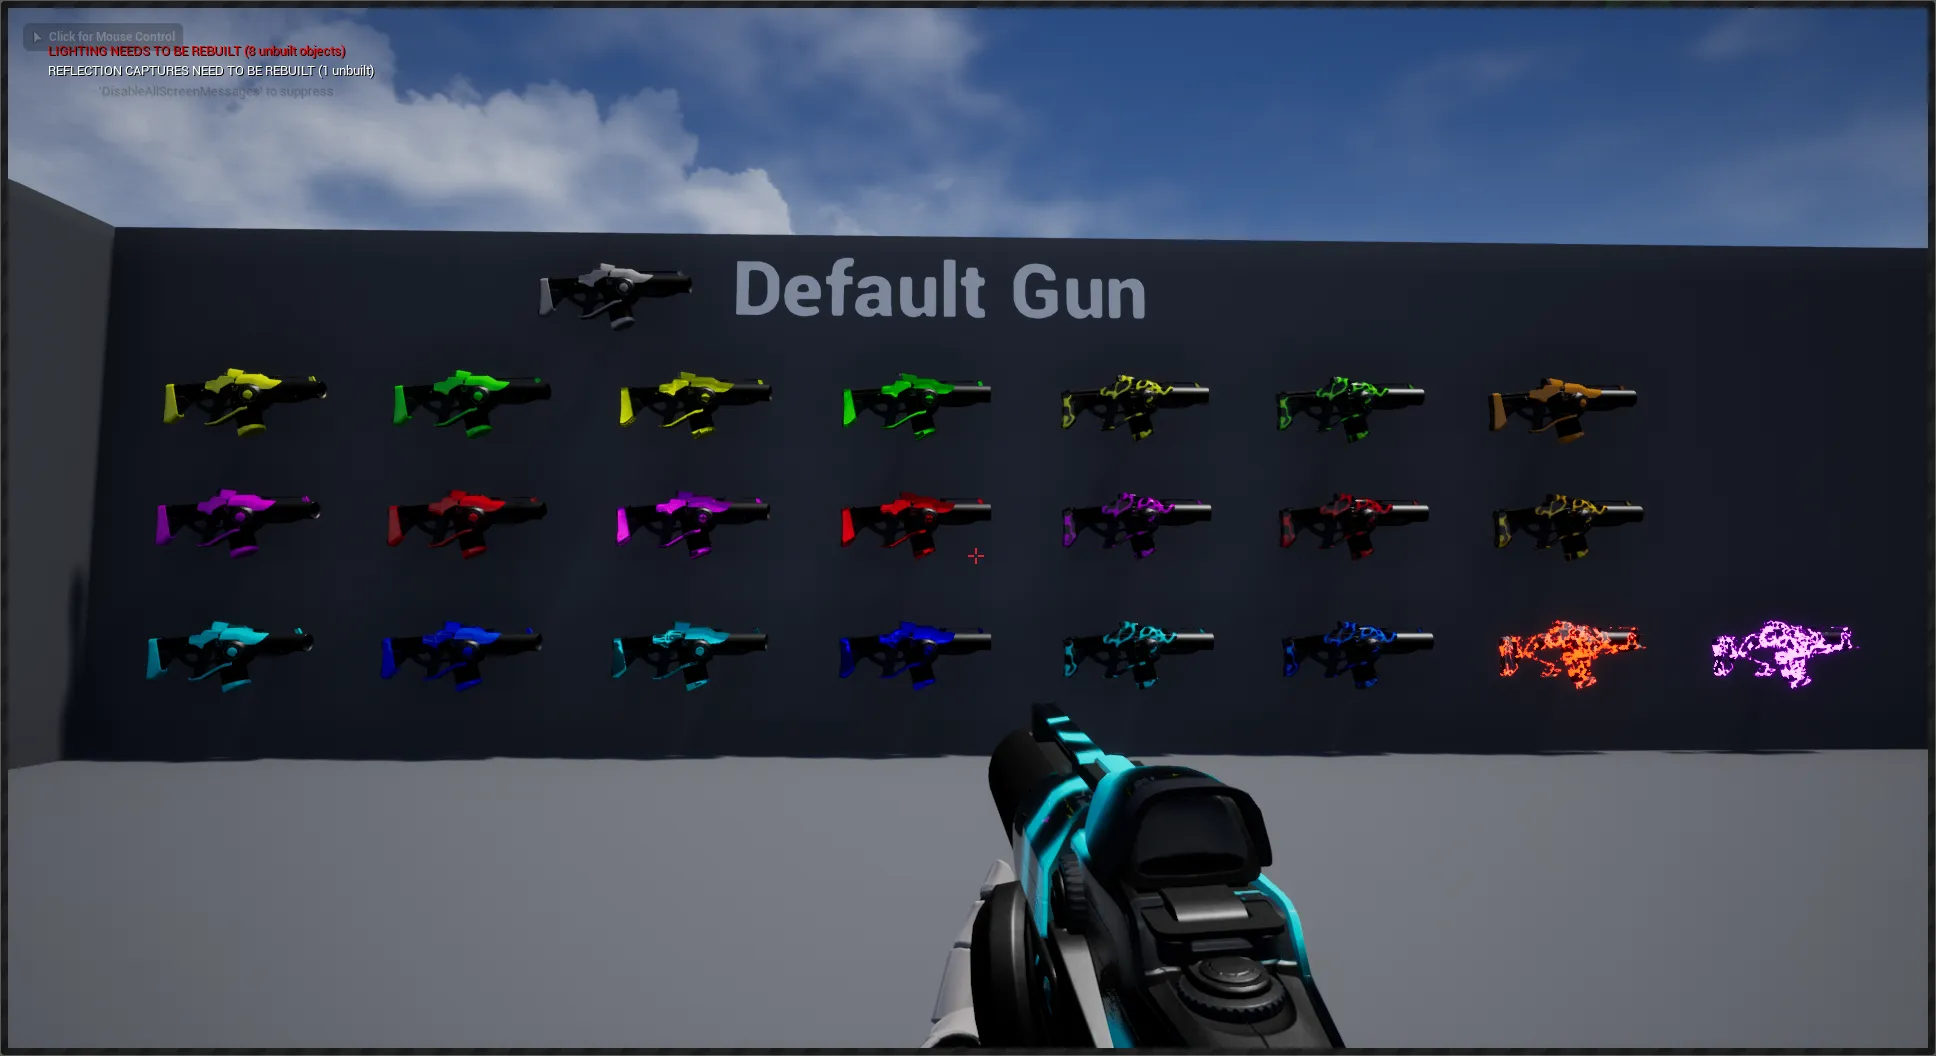 Click for Mouse Control
LIGHTING NEEDS TO BE REBUILT (8 unbuilt objects)
REFLECTION CAPTURES NEED TO BE REBUILT (1 unbuilt)
'DisableAllScreenMessages' to suppress
Default Gun